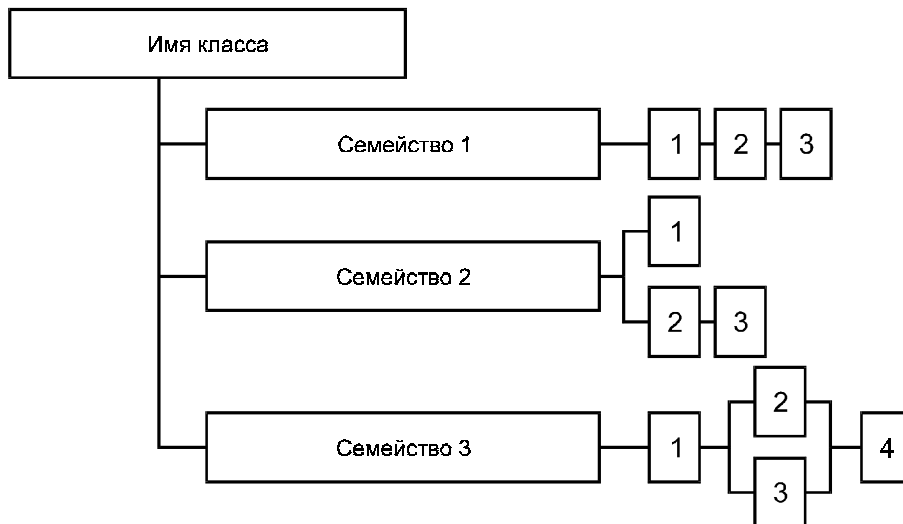 Имя класса
Семейство 1
1 2 3
Семейство 2
1
2 3
Семейство 3
1
2
3
4